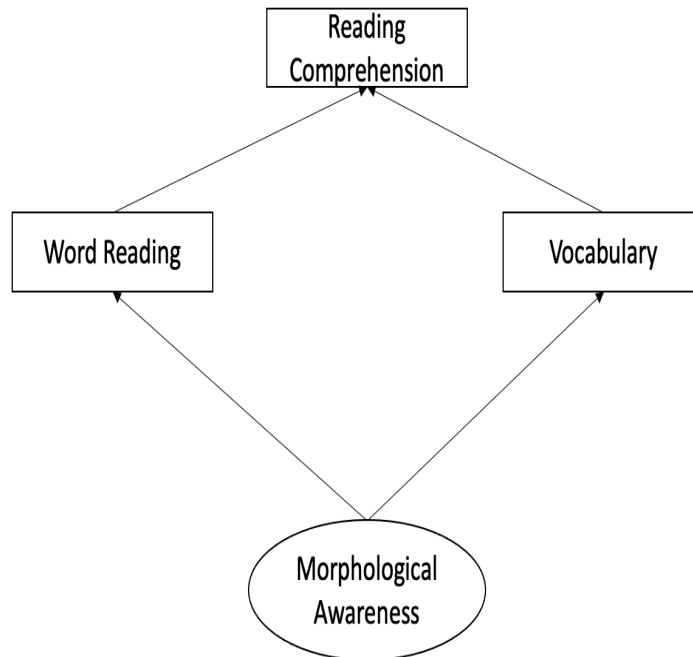 Reading
Comprehension
Word Reading
Vocabulary
Morphological
Awareness